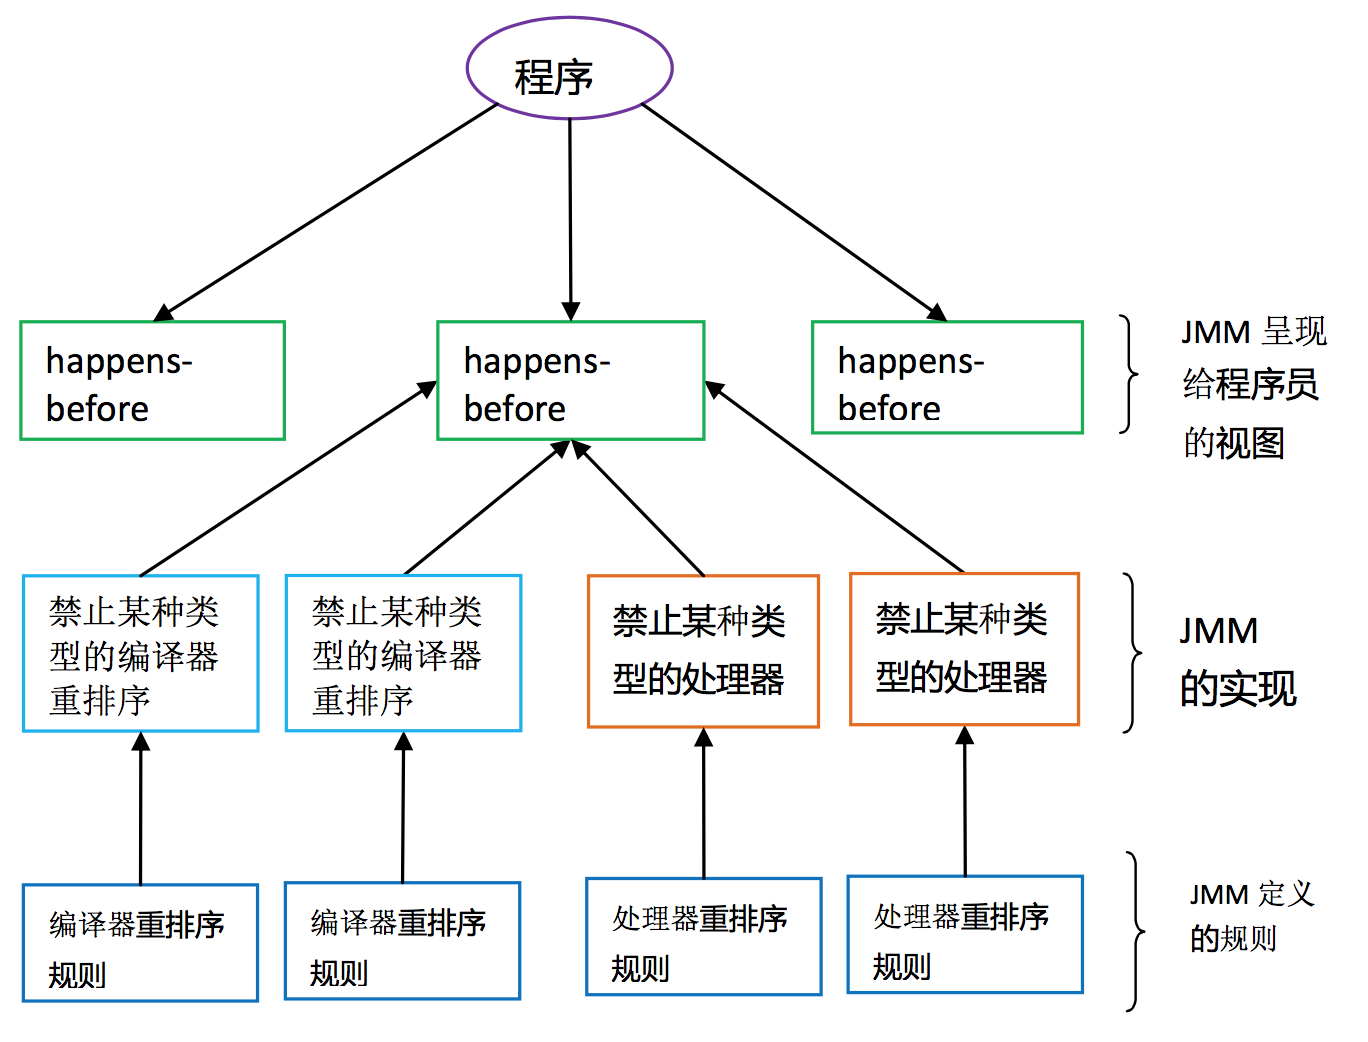 程序
happens-
before
happens-
before
happens-
before
JMM 呈现
给程序员
的视图
禁止某种类
型的编译器
重排序
禁止某种类
型的编译器
重排序
禁止某种类
型的处理器
禁止某种类
型的处理器
JMM
的实现
编译器重排序
规则
编译器重排序
规则
处理器重排序
规则
处理器重排序
规则
JMM 定义
的规则